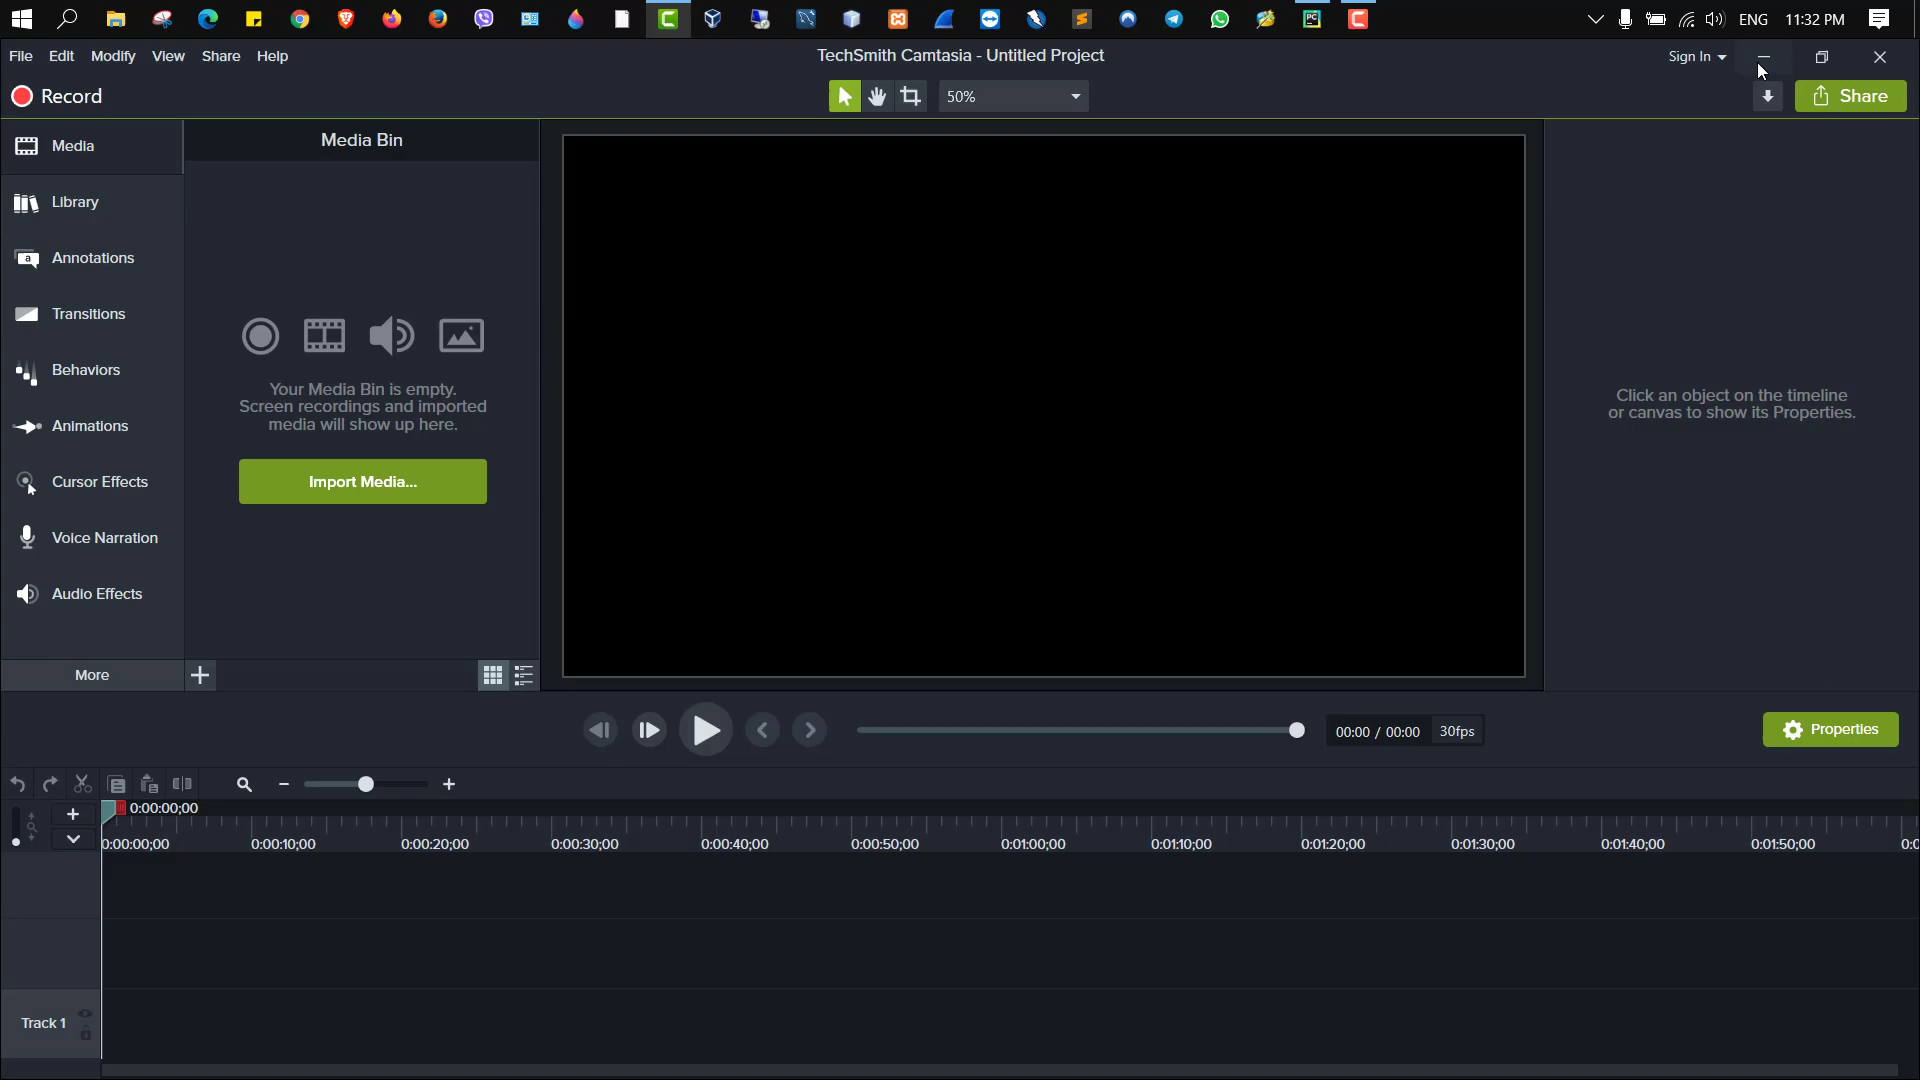 ENG 11:32 PM
File Edit Modify View Share Help
TechSmith Camtasia - Untitled Project
Sign In
Record
50%
Share
Media
Media Bin
Library
Annotations
Transitions
Behaviors
Animations
Cursor Effects
Voice Narration
Audio Effects
More
Your Media Bin is empty.
Screen recordings and imported
media will show up here.
Import Media...
Click an object on the timeline
or canvas to show its Properties.
00:00 / 00:00 30fps
Properties
0:00:00;00
0:00:00;00 0:00:10;00 0:00:20;00 0:00:30;00 0:00:40;00 0:00:50;00 0:01:00;00 0:01:10;00 0:01:20;00 0:01:30;00 0:01:40;00 0:01:50;00
Track 1